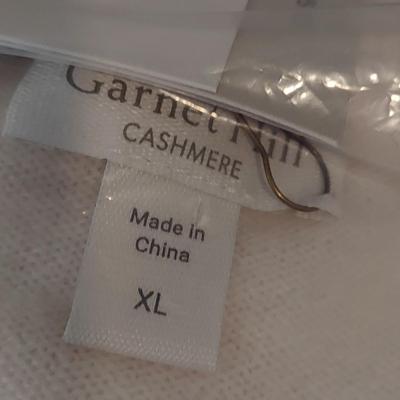 Garnet Hill
CASHMERE
Made in
China
XL